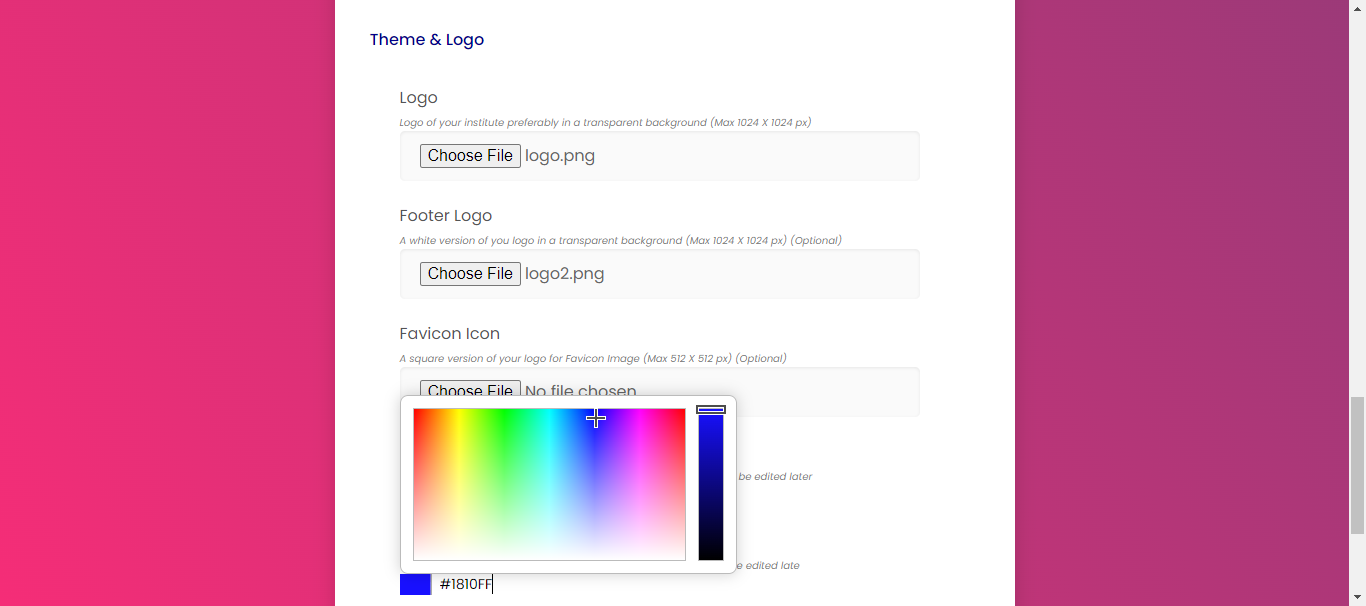 Theme & Logo
Logo
Logo of your institute preferably in a transparent background (Max 1024 X 1024 px)
Choose File logo.png
Footer Logo
A white version of you logo in a transparent background (Max 1024 X 1024 px) (Optional)
Choose File logo2.png
Favicon Icon
A square version of your logo for Favicon Image (Max 512 X 512 px) (Optional)
Choose File No file chosen
be edited later
e edited late
#1810FF